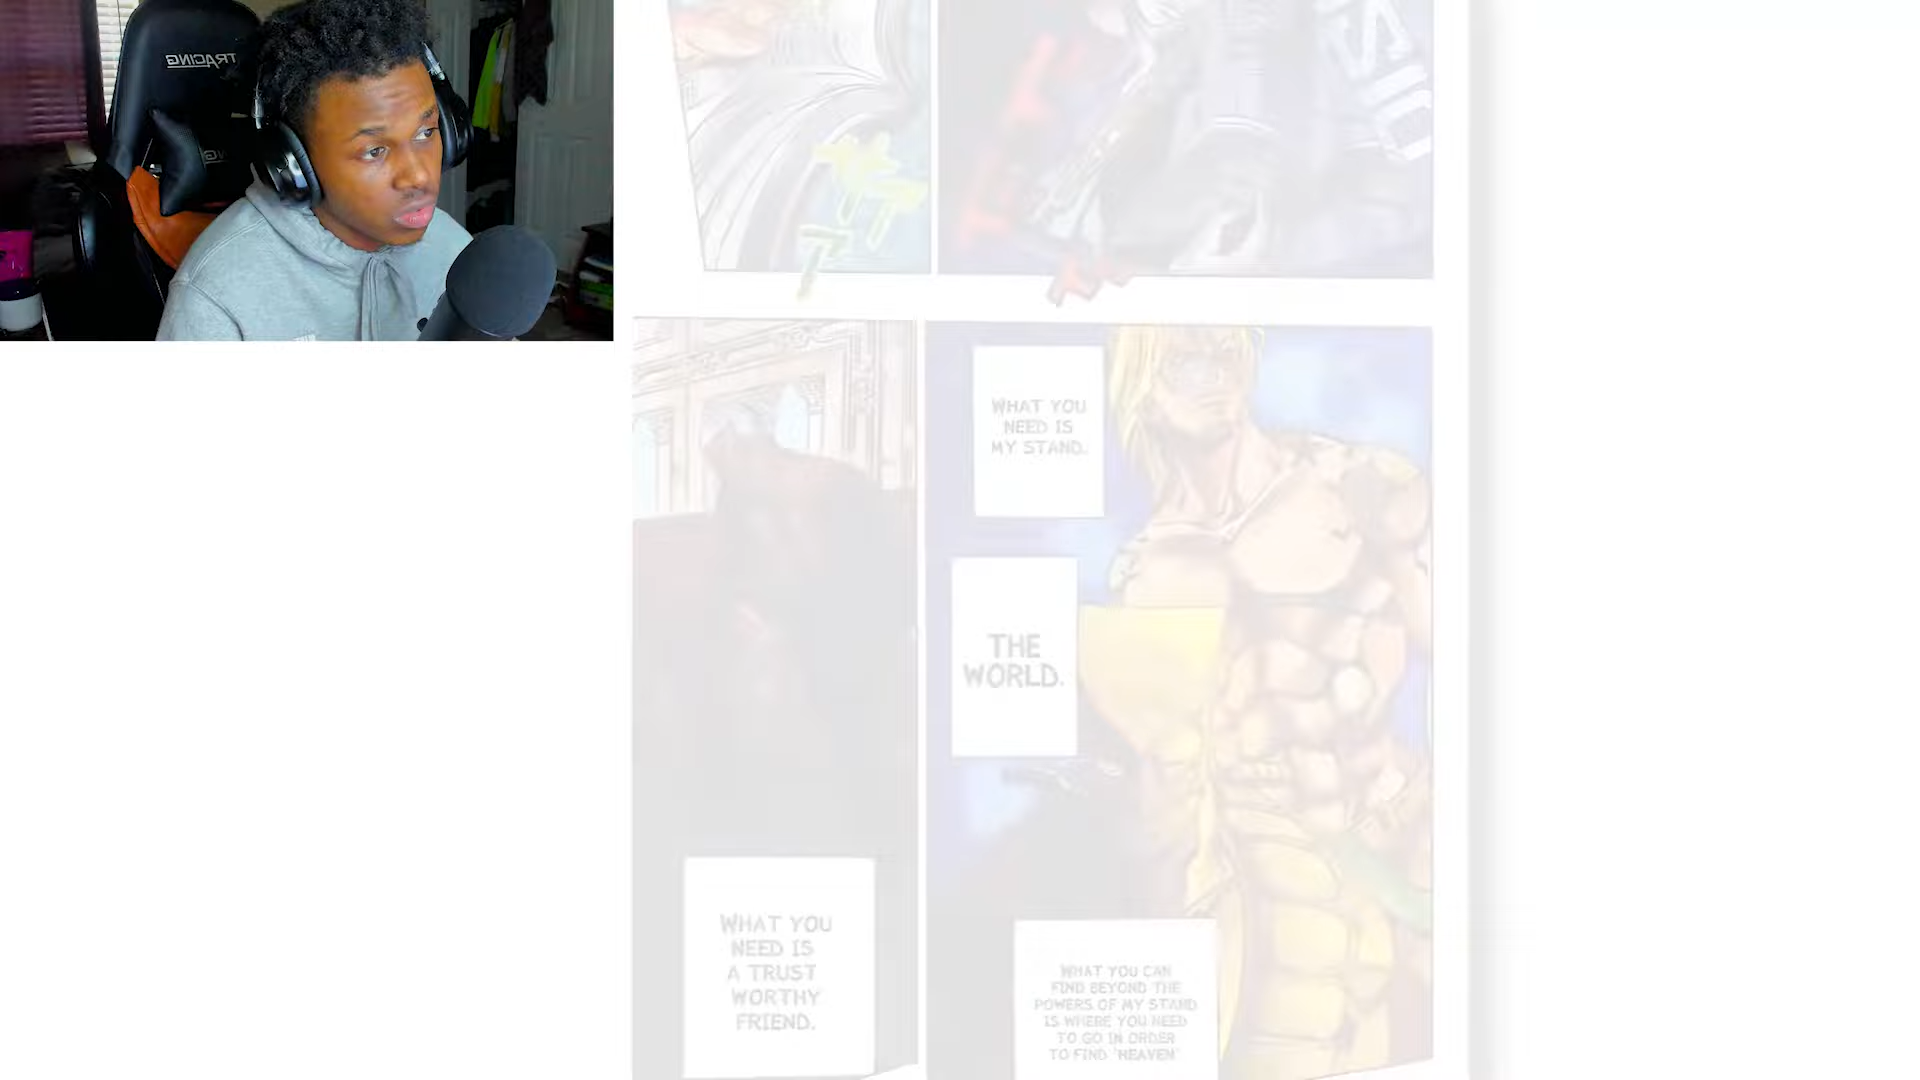 TRACING
WHAT YOU
NEED IS
MY STAND.
THE
WORLD.
WHAT YOU
NEED IS
A TRUST
WORTHY
FRIEND.
WHAT YOU CAN
FIND BEYOND THE
POWERS OF MY STAND
IS WHERE YOU NEED
TO GO IN ORDER
TO FIND "HEAVEN"